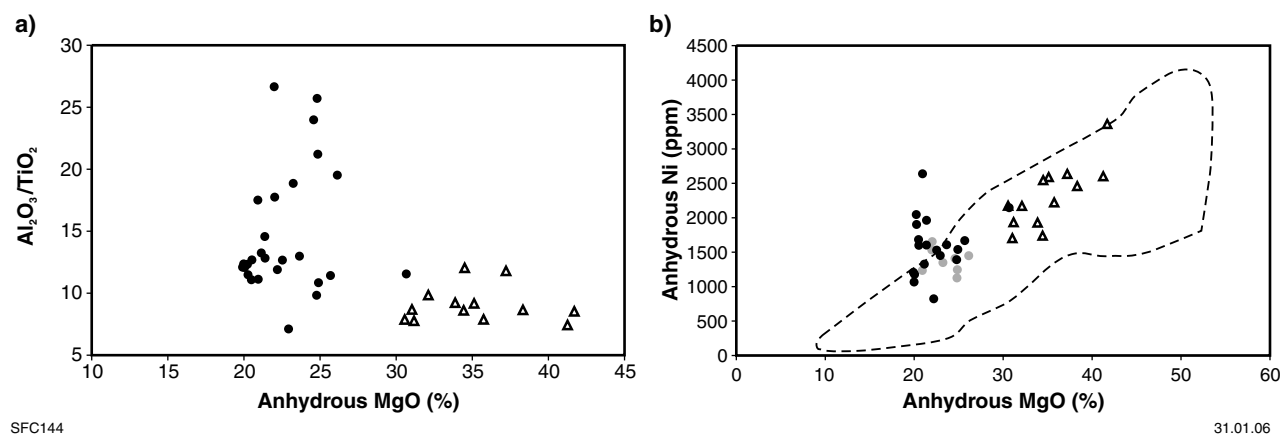 a)
30
25
20
15
10
5
Al₂O₃/TiO₂
10 15 20 25 30 35 40 45
Anhydrous MgO (%)
b)
4500
4000
3500
3000
2500
2000
1500
1000
500
0
Anhydrous Ni (ppm)
0 10 20 30 40 50 60
Anhydrous MgO (%)
SFC144
31.01.06